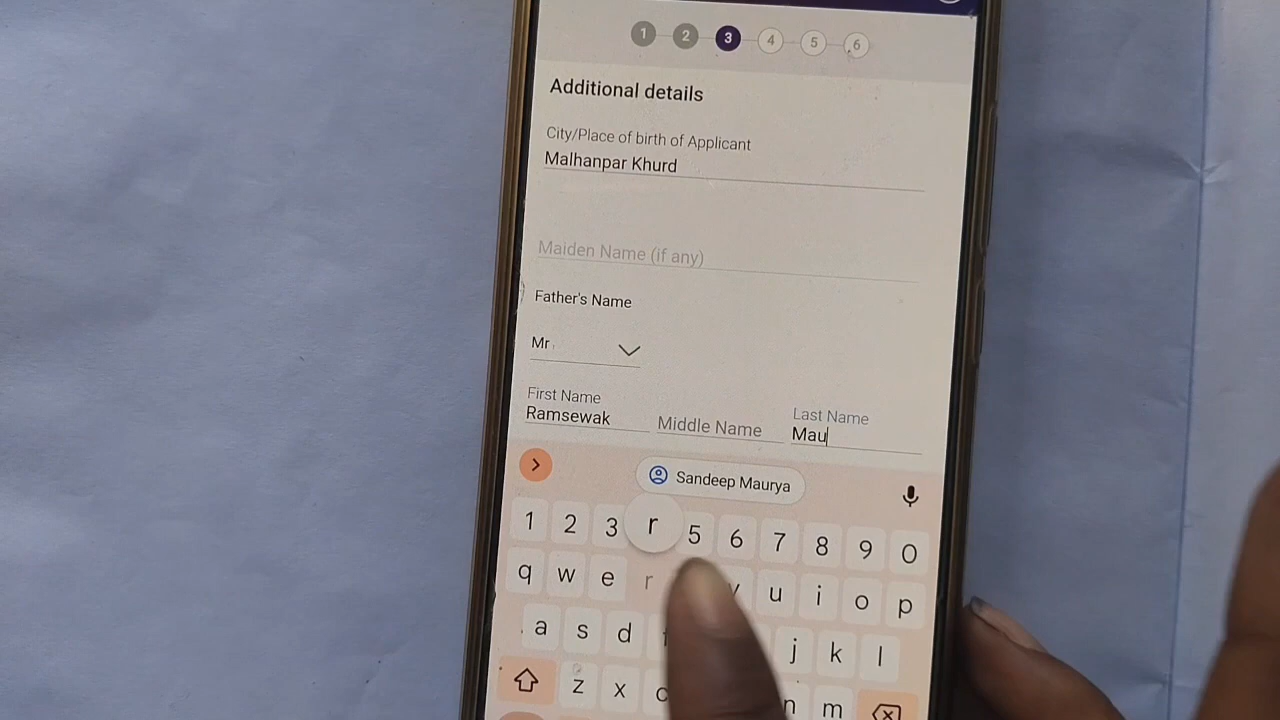 1 2 3 4 5 6
Additional details
City/Place of birth of Applicant
Malhanpar Khurd
Maiden Name (if any)
Father's Name
Mr
First Name
Ramsewak
Middle Name
Last Name
Mau
Sandeep Maurya
1 2 3 r 5 6 7 8 9 0
q w e r y u i o p
a s d f j k l
z x c n m